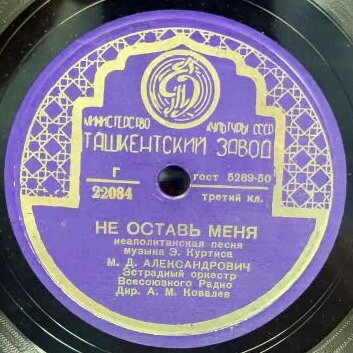 МИНИСТЕРСТВО КУЛЬТУРЫ СССР
ТАШКЕНТСКИЙ ЗАВОД
Г ГОСТ 5289-50
22084 третий кл.
НЕ ОСТАВЬ МЕНЯ
неаполитанская песня
музыка Э. Куртиса
М. Д. АЛЕКСАНДРОВИЧ
Эстрадный оркестр
Всесоюзного Радио
Дир. А. М. Ковалев